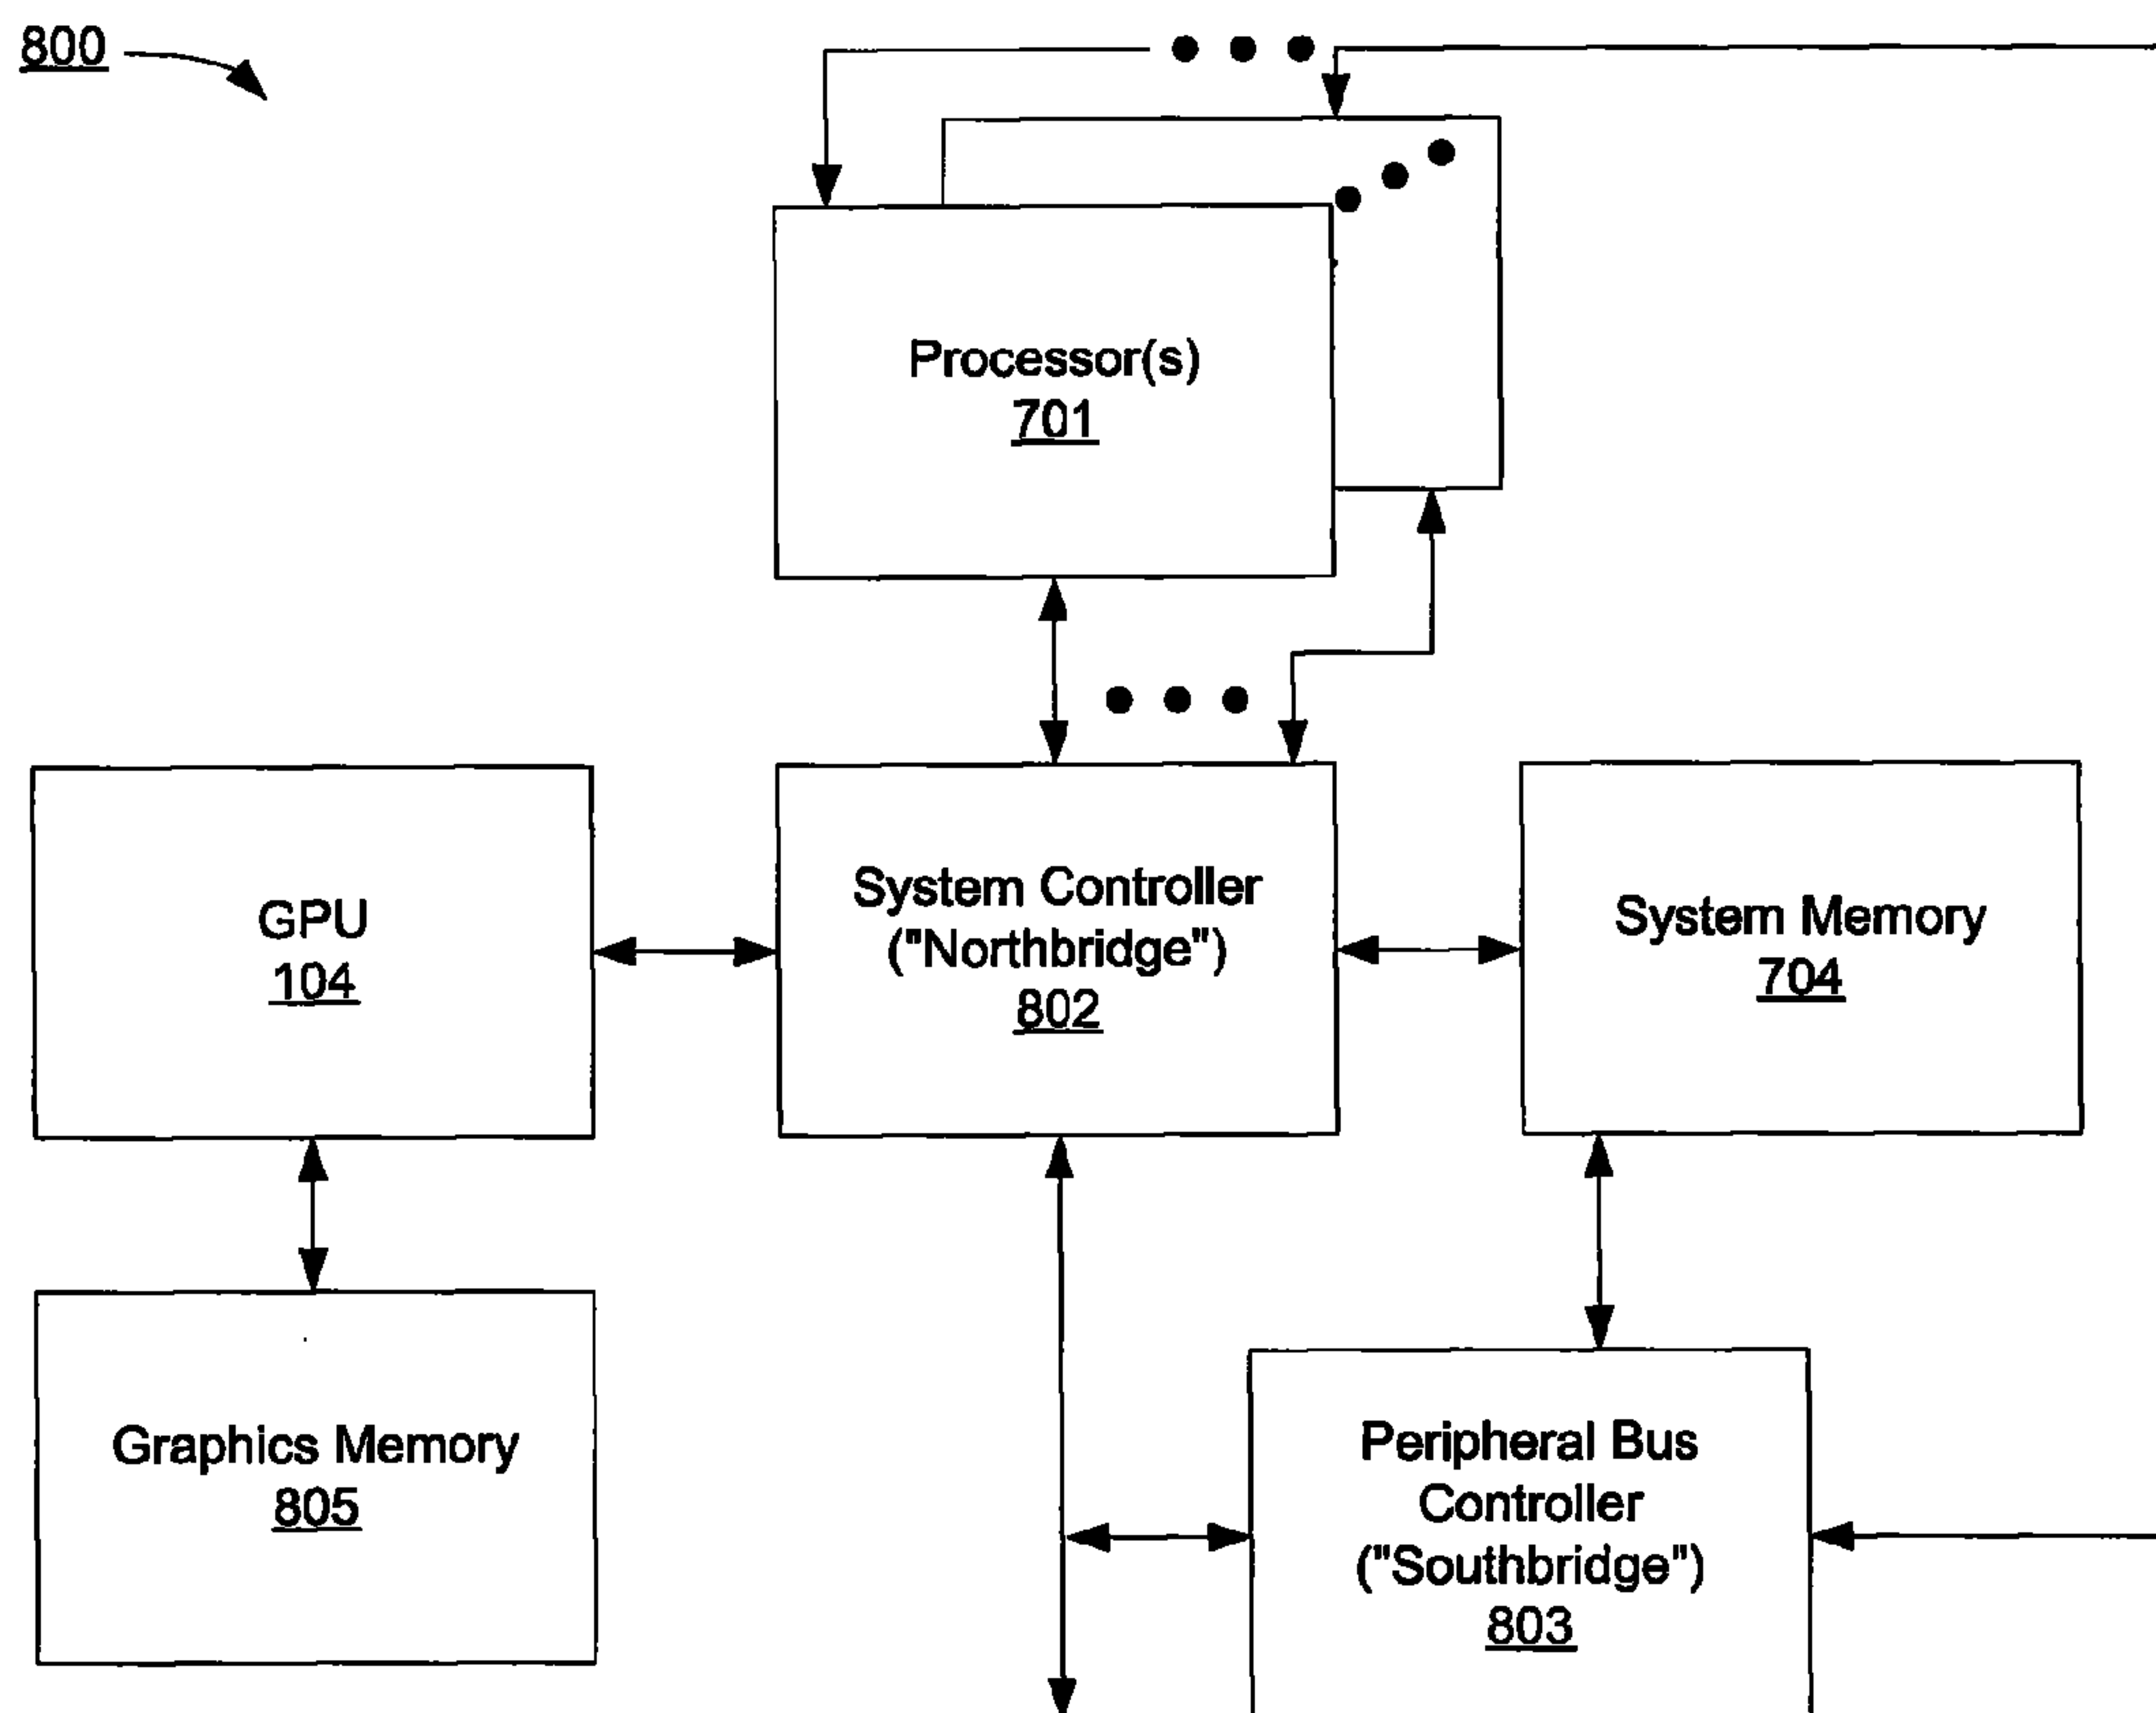 800
Processor(s)
701
GPU
104
System Controller
("Northbridge")
802
System Memory
704
Graphics Memory
805
Peripheral Bus
Controller
("Southbridge")
803